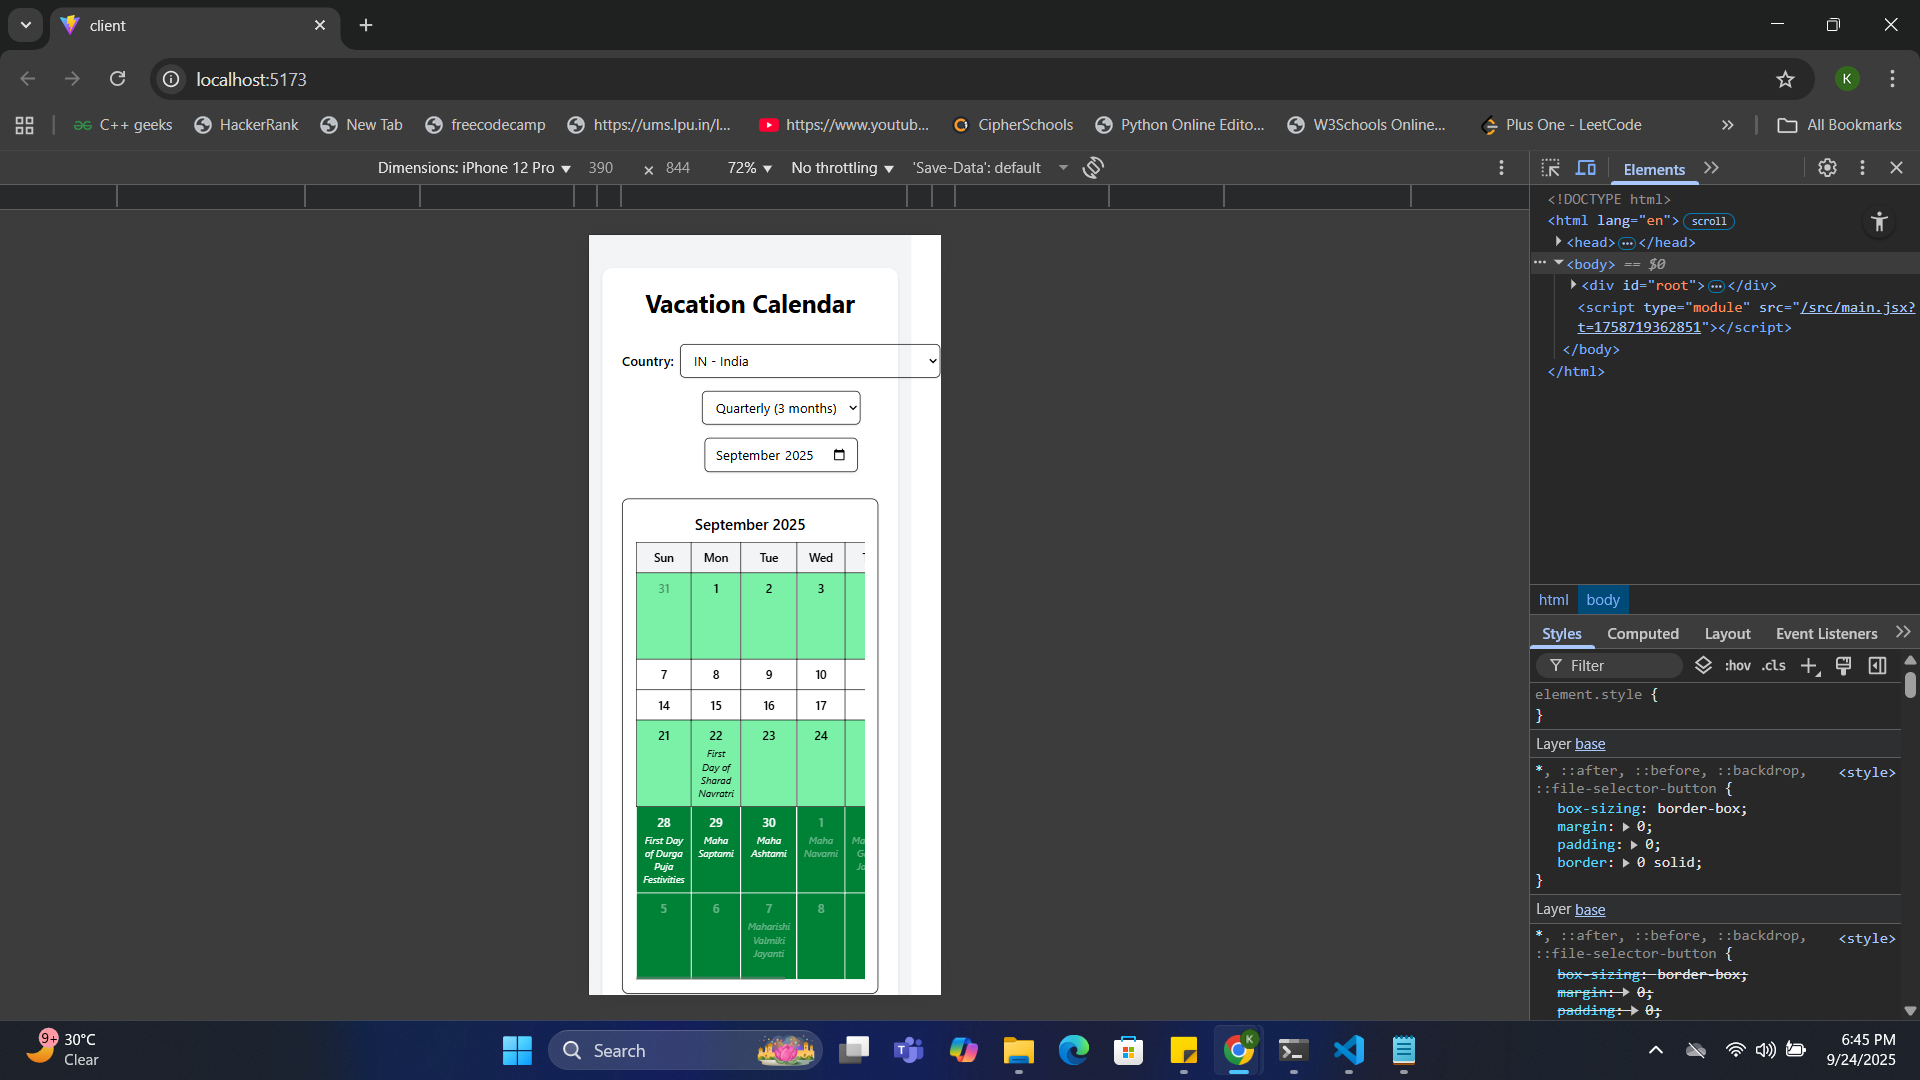 client
localhost:5173
C++ geeks
HackerRank
New Tab
freecodecamp
https://ums.lpu.in/l...
https://www.youtub...
CipherSchools
Python Online Edito...
W3Schools Online...
Plus One - LeetCode
All Bookmarks
Dimensions: iPhone 12 Pro 390 × 844 72% No throttling 'Save-Data': default
Vacation Calendar
Country: IN - India
Quarterly (3 months)
September 2025
September 2025
Sun Mon Tue Wed
31 1 2 3
7 8 9 10
14 15 16 17
21 22 23 24
First
Day of
Sharad
Navratri
28 29 30 1
First Day
of Durga
Puja
Festivities
Maha
Saptami
Maha
Ashtami
Maha
Navami
5 6 7 8
Maharishi
Valmiki
Jayanti
Elements
<!DOCTYPE html>
<html lang="en"> scroll
<head> ... </head>
... <body> == $0
<div id="root"> ... </div>
<script type="module" src="/src/main.jsx?
t=1758719362851"></script>
</body>
</html>
html body
Styles Computed Layout Event Listeners
Filter :hov .cls
element.style {
}
Layer base
*, ::after, ::before, ::backdrop, <style>
::file-selector-button {
box-sizing: border-box;
margin: 0;
padding: 0;
border: 0 solid;
}
Layer base
*, ::after, ::before, ::backdrop, <style>
::file-selector-button {
box-sizing: border-box;
margin: 0;
padding: 0;
9+
30°C
Clear
Search
6:45 PM
9/24/2025
K
K